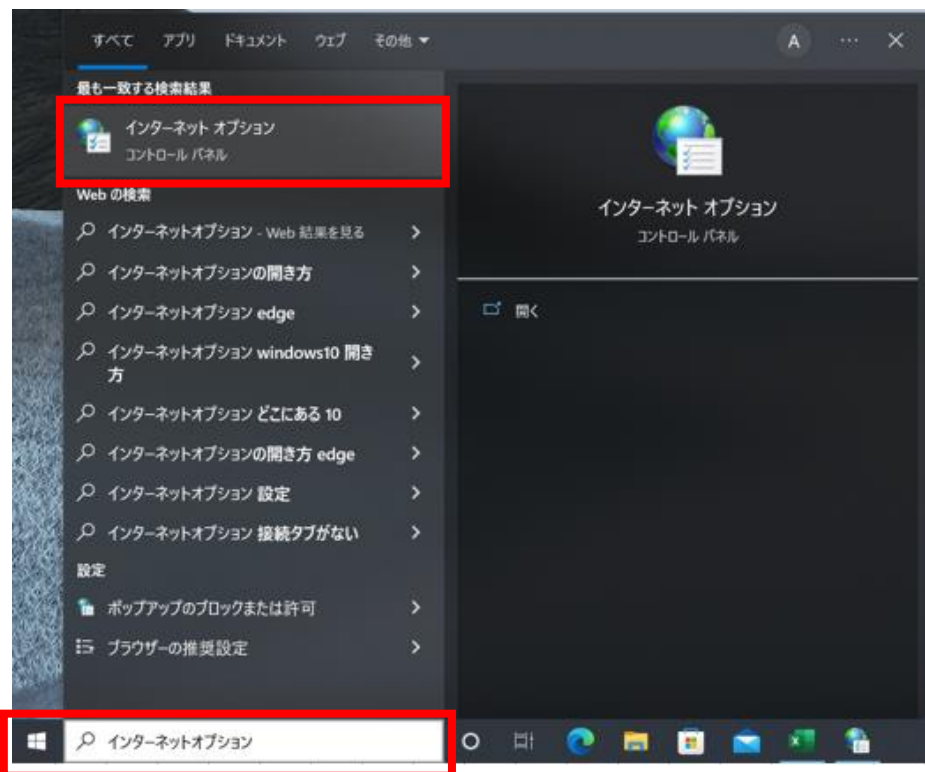 すべて アプリ ドキュメント ウェブ その他 A ···
最も一致する検索結果
インターネット オプション
コントロール パネル
Web の検索
インターネットオプション - Web 結果を見る
インターネットオプションの開き方
インターネットオプション edge
インターネットオプション windows10 開き
方
インターネットオプション どこにある 10
インターネットオプションの開き方 edge
インターネットオプション 設定
インターネットオプション 接続タブがない
設定
ポップアップのブロックまたは許可
ブラウザーの推奨設定
インターネット オプション
コントロール パネル
開く
インターネットオプション